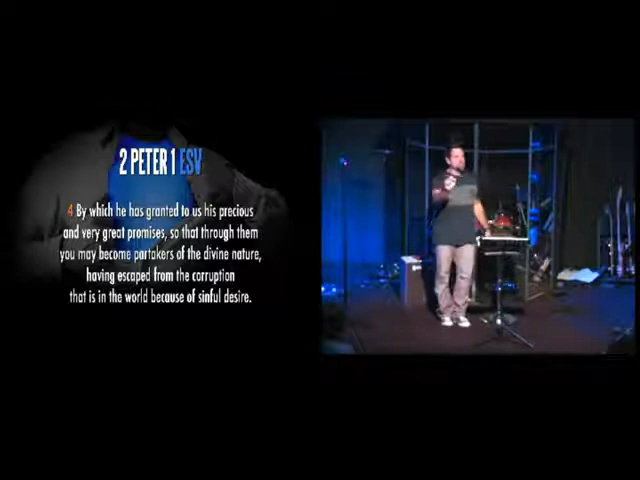 2 PETER 1 ESV
4 By which he has granted to us his precious
and very great promises, so that through them
you may become partakers of the divine nature,
having escaped from the corruption
that is in the world because of sinful desire.